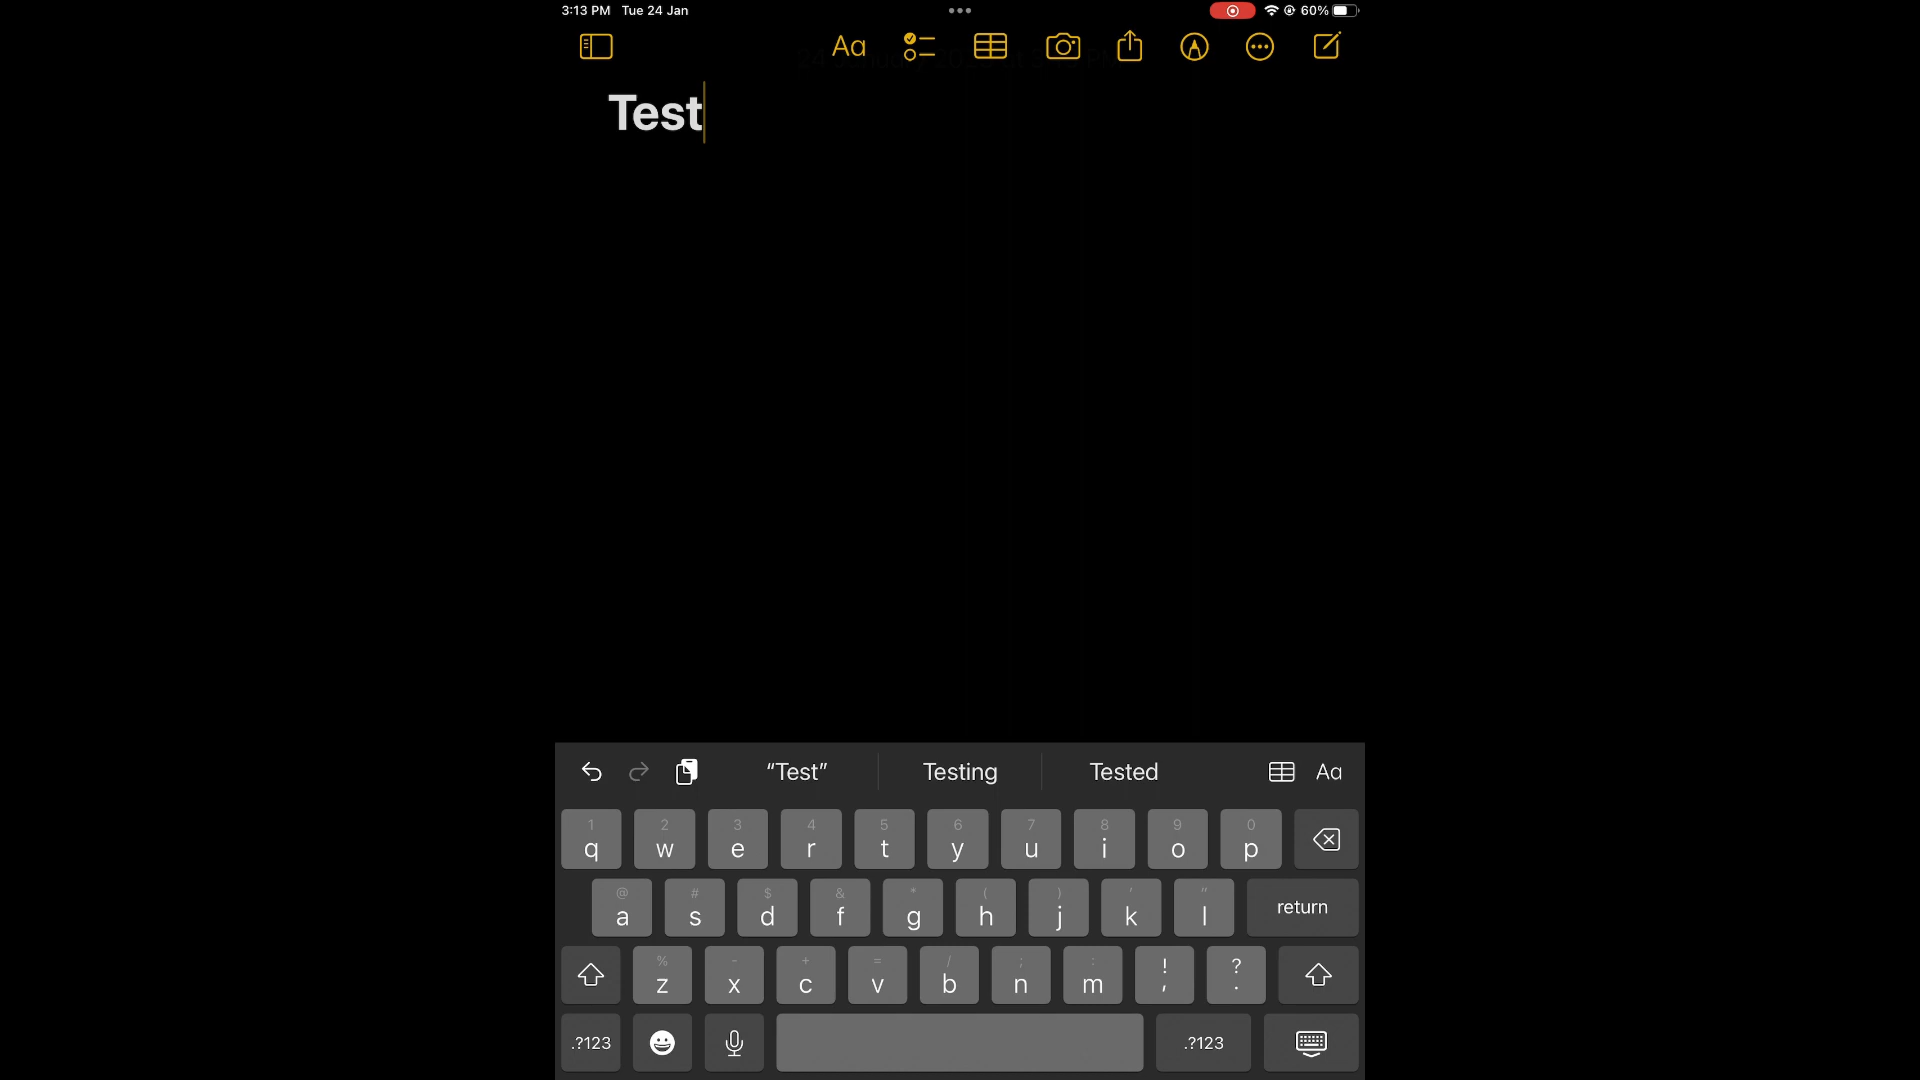 3:13 PM Tue 24 Jan 60%
Aa
Test
“Test” Testing Tested Aa
1 2 3 4 5 6 7 8 9 0
q w e r t y u i o p
@ # $ & * ( ) ' "
a s d f g h j k l return
% - + = / ; : ! ?
z x c v b n m , .
.?123 .?123